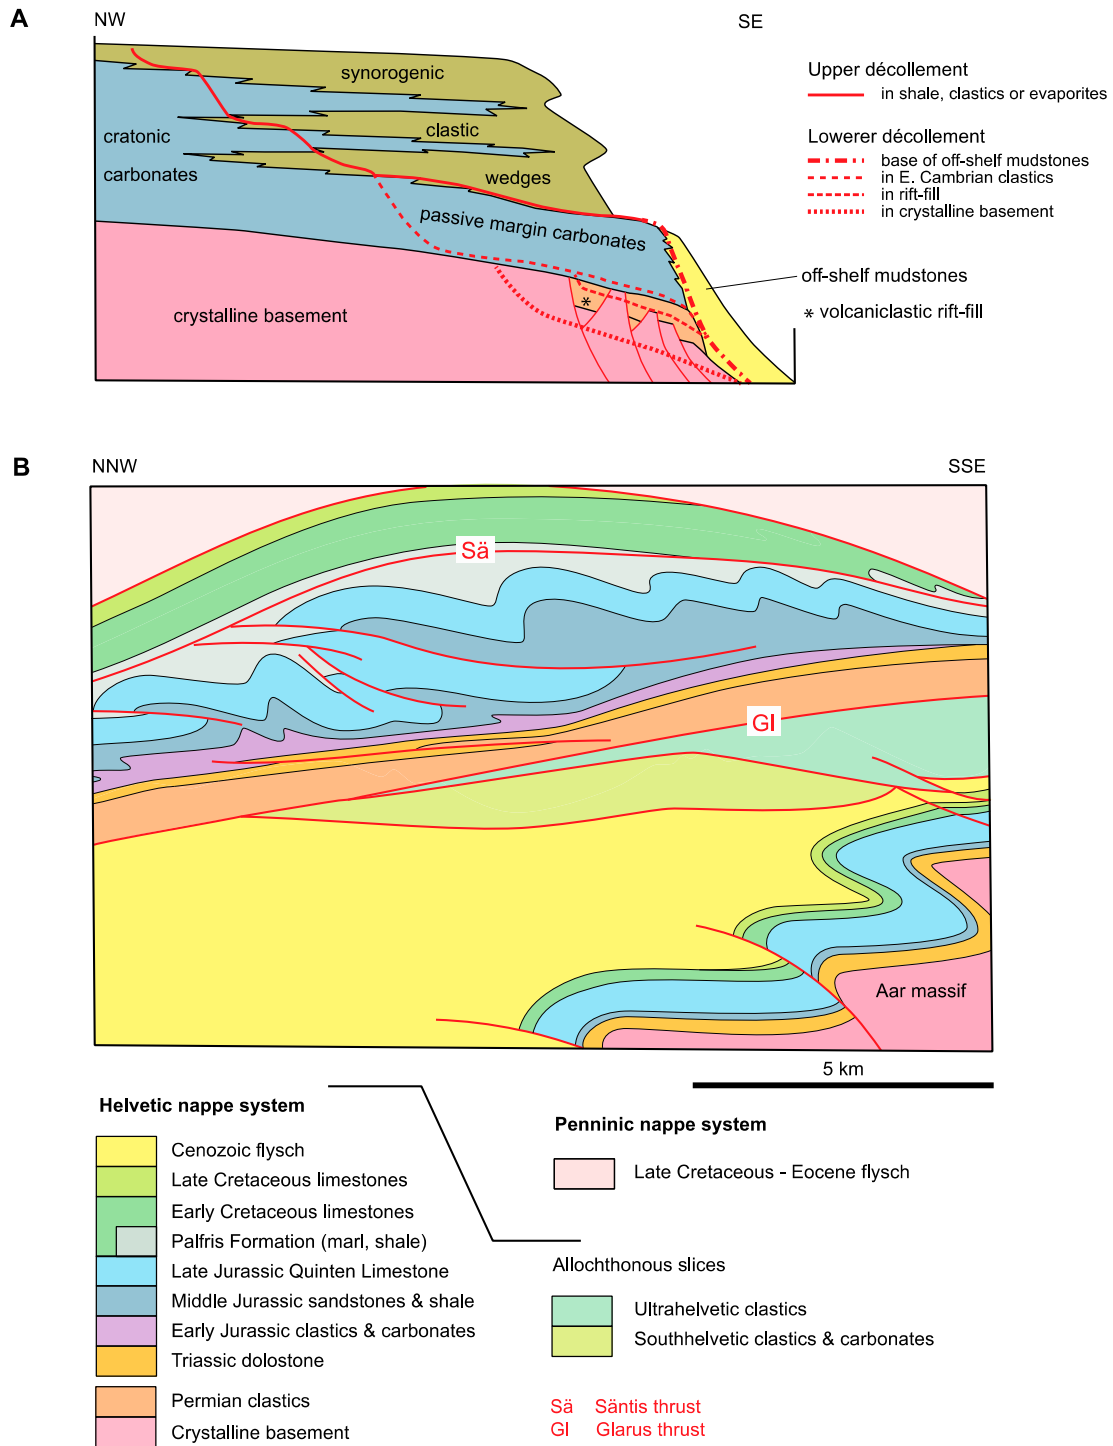 A
NW
SE
synorogenic
clastic
wedges
cratonic
carbonates
passive margin carbonates
crystalline basement
*
Upper décollement
in shale, clastics or evaporites
Lowerer décollement
base of off-shelf mudstones
in E. Cambrian clastics
in rift-fill
in crystalline basement
off-shelf mudstones
* volcaniclastic rift-fill
B
NNW
SSE
Sä
Gl
Aar massif
5 km
Helvetic nappe system
Cenozoic flysch
Late Cretaceous limestones
Early Cretaceous limestones
Palfris Formation (marl, shale)
Late Jurassic Quinten Limestone
Middle Jurassic sandstones & shale
Early Jurassic clastics & carbonates
Triassic dolostone
Permian clastics
Crystalline basement
Penninic nappe system
Late Cretaceous - Eocene flysch
Allochthonous slices
Ultrahelvetic clastics
Southhelvetic clastics & carbonates
Sä Säntis thrust
Gl Glarus thrust